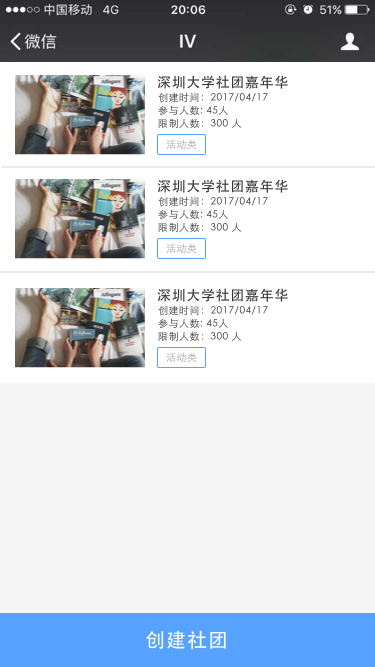 中国移动 4G 20:06 51%
微信 IV
深圳大学社团嘉年华
创建时间：2017/04/17
参与人数：45人
限制人数：300 人
活动类
深圳大学社团嘉年华
创建时间：2017/04/17
参与人数：45人
限制人数：300 人
活动类
深圳大学社团嘉年华
创建时间：2017/04/17
参与人数：45人
限制人数：300 人
活动类
创建社团